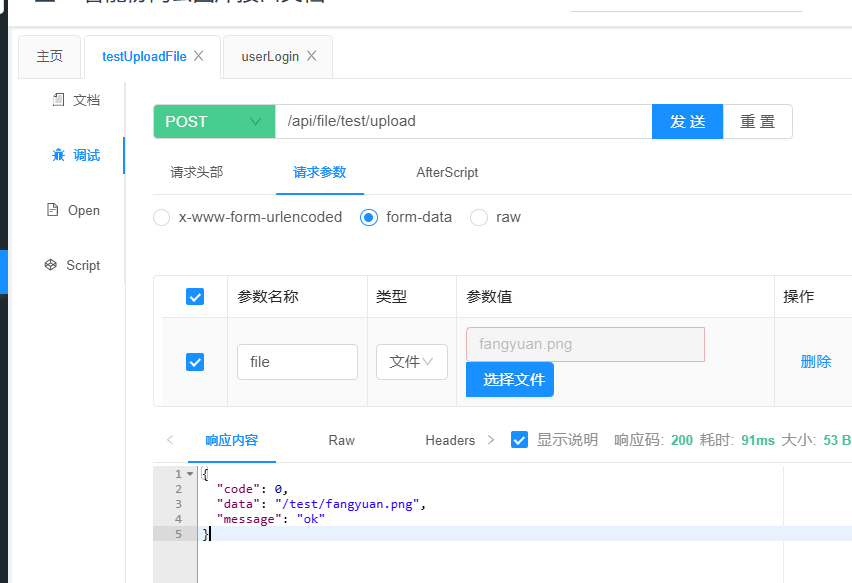 主页 testUploadFile userLogin
文档
POST /api/file/test/upload 发 送 重 置
调试
请求头部 请求参数 AfterScript
Open
x-www-form-urlencoded form-data raw
Script
参数名称 类型 参数值 操作
file 文件 fangyuan.png 删除
选择文件
响应内容 Raw Headers 显示说明 响应码: 200 耗时: 91ms 大小: 53 B
1 {
2 "code": 0,
3 "data": "/test/fangyuan.png",
4 "message": "ok"
5 }